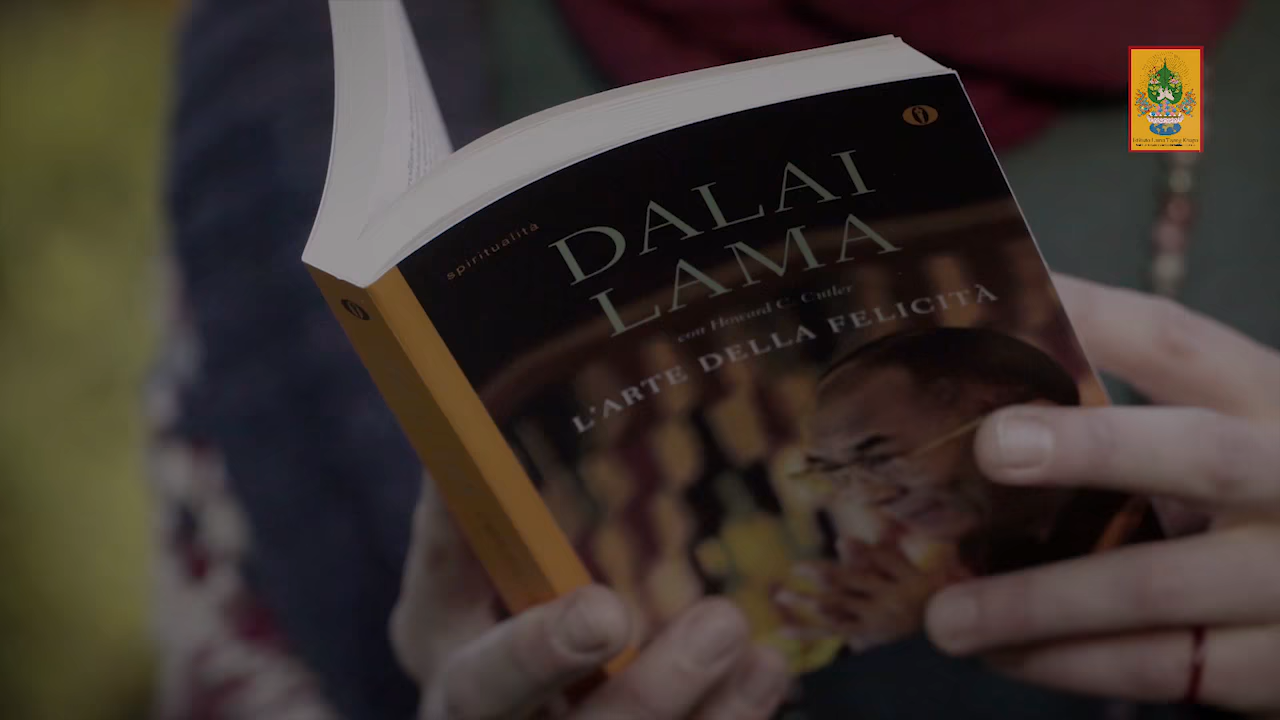 spiritualità
DALAI
LAMA
con Howard C. Cutler
L'ARTE DELLA FELICITÀ